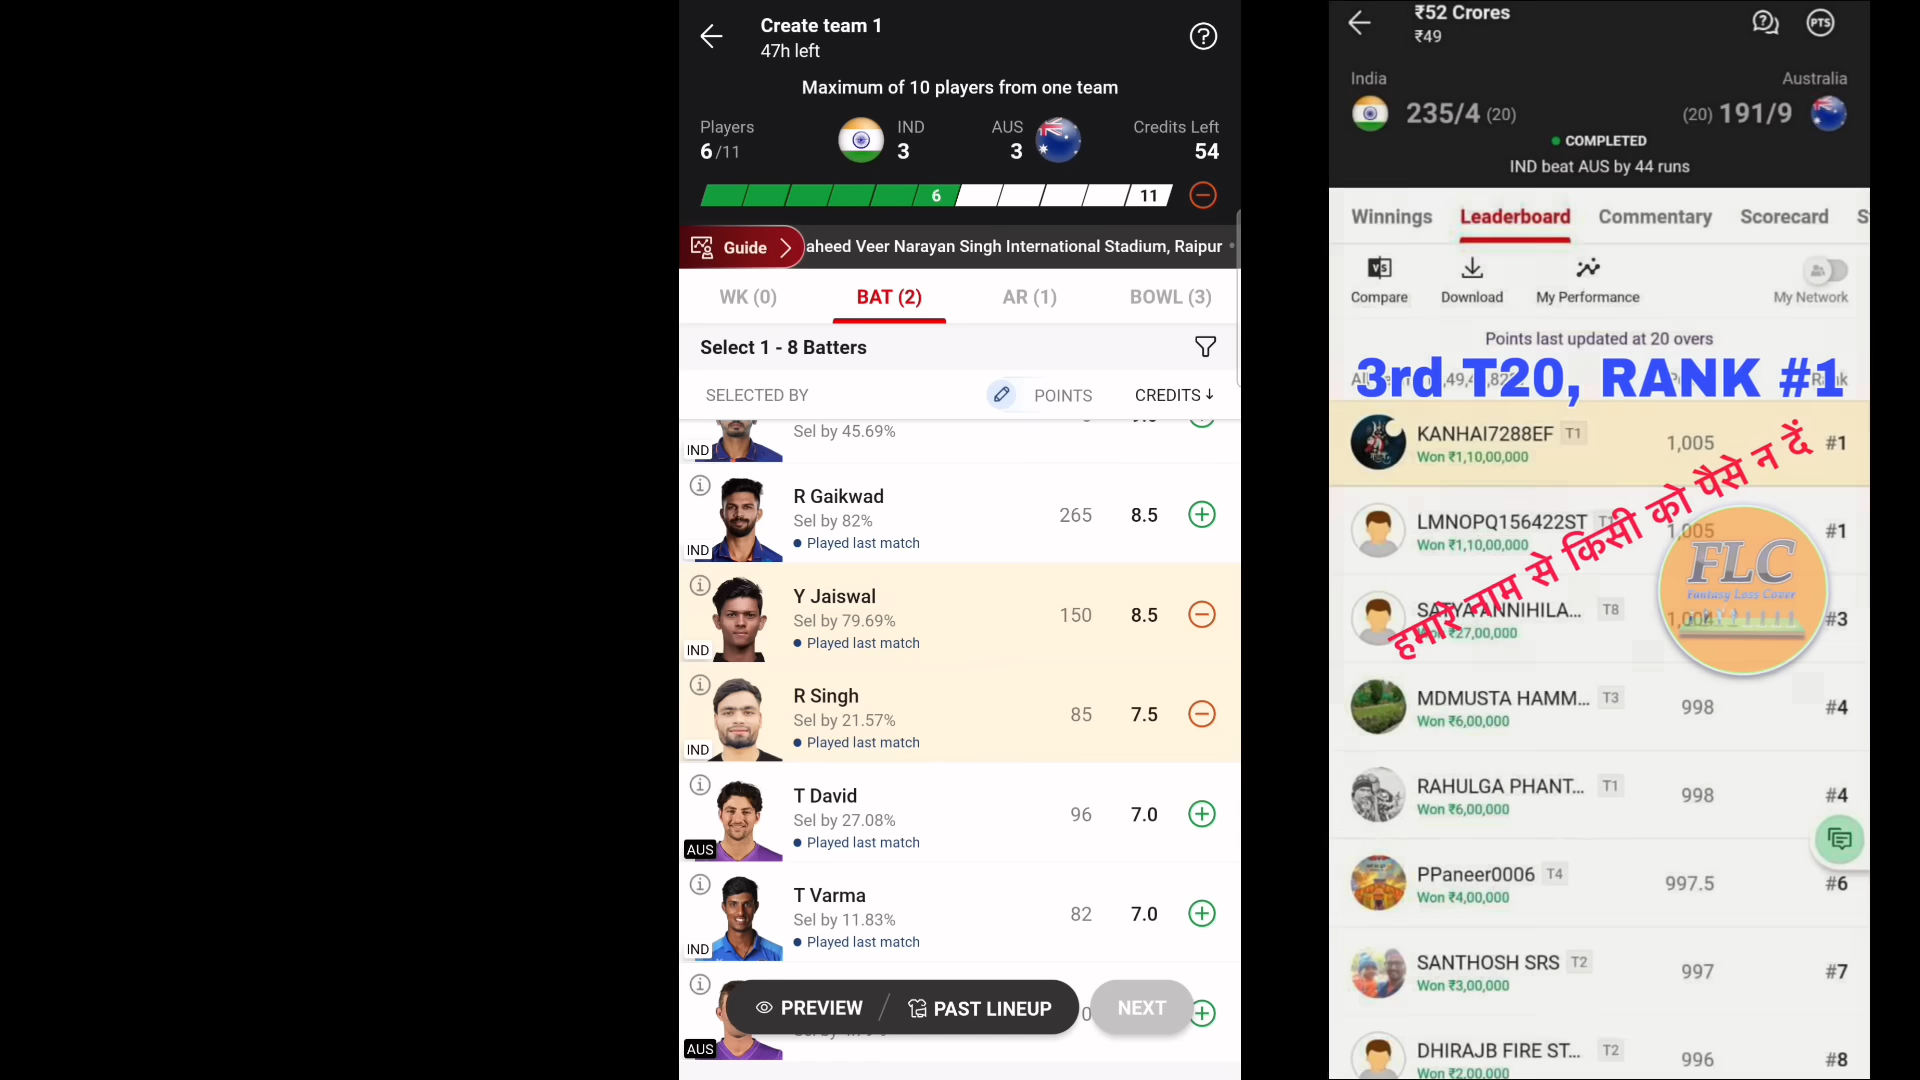 Create team 1
47h left
Maximum of 10 players from one team
Players
6/11
IND
3
AUS
3
Credits Left
54
6
11
Guide
aheed Veer Narayan Singh International Stadium, Raipur
WK (0)
BAT (2)
AR (1)
BOWL (3)
Select 1 - 8 Batters
SELECTED BY
POINTS
CREDITS
Sel by 45.69%
IND
R Gaikwad
Sel by 82%
Played last match
265
8.5
IND
Y Jaiswal
Sel by 79.69%
Played last match
150
8.5
IND
R Singh
Sel by 21.57%
Played last match
85
7.5
IND
T David
Sel by 27.08%
Played last match
96
7.0
AUS
T Varma
Sel by 11.83%
Played last match
82
7.0
IND
PREVIEW
PAST LINEUP
NEXT
AUS
₹52 Crores
₹49
PTS
India
Australia
235/4 (20)
(20) 191/9
COMPLETED
IND beat AUS by 44 runs
Winnings
Leaderboard
Commentary
Scorecard
S
VS
Compare
Download
My Performance
My Network
Points last updated at 20 overs
3rd T20, RANK #1
KANHAI7288EF T1
Won ₹1,10,00,000
1,005
#1
LMNOPQ156422ST
Won ₹1,10,00,000
1,005
#1
SATYA ANNIHILA... T8
₹27,00,000
1,004
#3
हमारे नाम से किसी को पैसे न दें
FLC
Fantasy Loss Cover
MDMUSTA HAMM... T3
Won ₹6,00,000
998
#4
RAHULGA PHANT... T1
Won ₹6,00,000
998
#4
PPaneer0006 T4
Won ₹4,00,000
997.5
#6
SANTHOSH SRS T2
Won ₹3,00,000
997
#7
DHIRAJB FIRE ST... T2
Won ₹2,00,000
996
#8